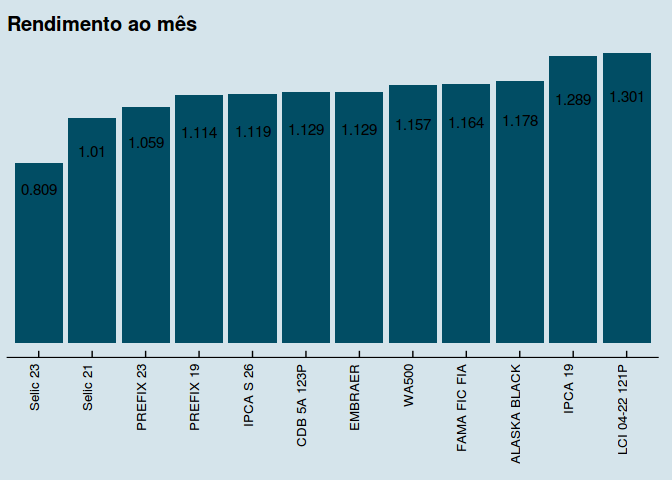 Rendimento ao mês
0.809
1.01
1.059
1.114
1.119
1.129
1.129
1.157
1.164
1.178
1.289
1.301
Selic 23
Selic 21
PREFIX 23
PREFIX 19
IPCA S 26
CDB 5A 123P
EMBRAER
WA500
FAMA FIC FIA
ALASKA BLACK
IPCA 19
LCI 04-22 121P